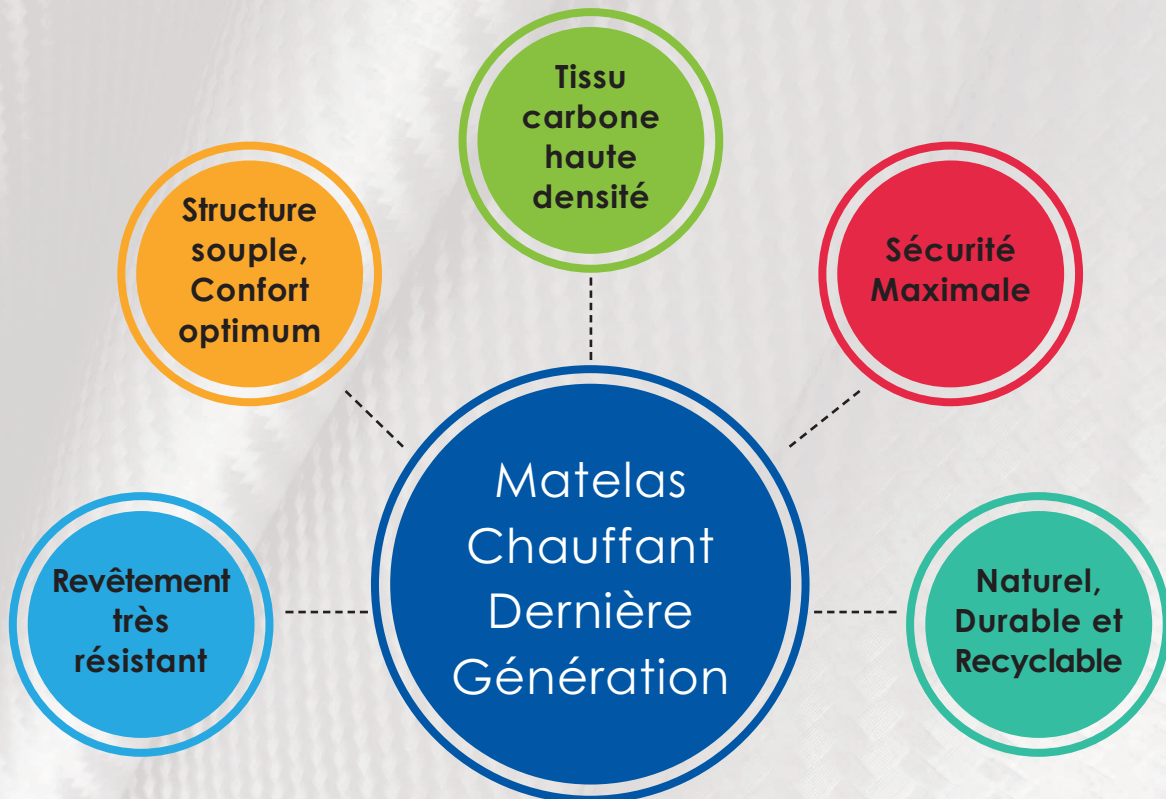 Tissu
carbone
haute
densité
Structure
souple,
Confort
optimum
Sécurité
Maximale
Revêtement
très
résistant
Matelas
Chauffant
Dernière
Génération
Naturel,
Durable et
Recyclable